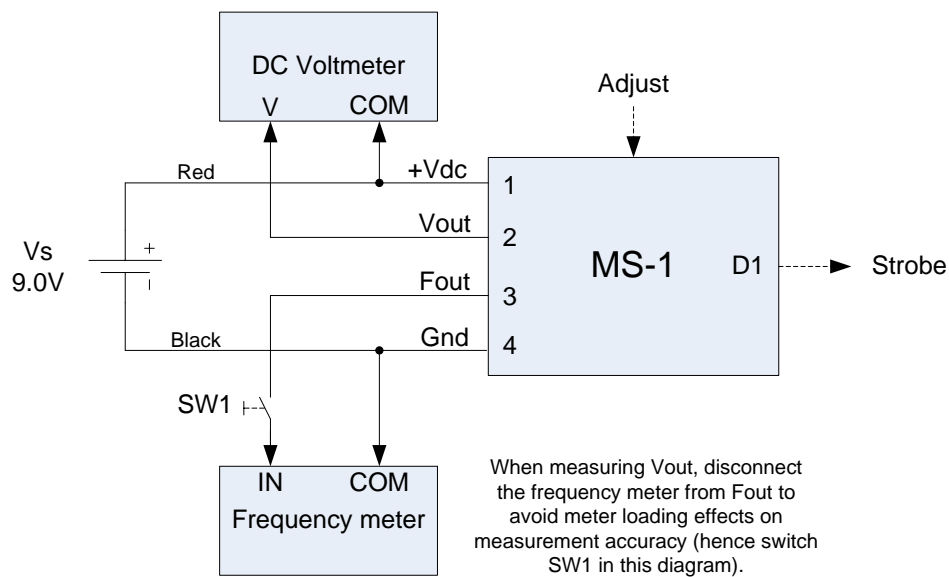 DC Voltmeter
V COM
Adjust
Red
+Vdc
1
Vout
2
MS-1
D1
Strobe
Vs
9.0V
+
Fout
3
Black
Gnd
4
SW1
IN COM
Frequency meter
When measuring Vout, disconnect
the frequency meter from Fout to
avoid meter loading effects on
measurement accuracy (hence switch
SW1 in this diagram).